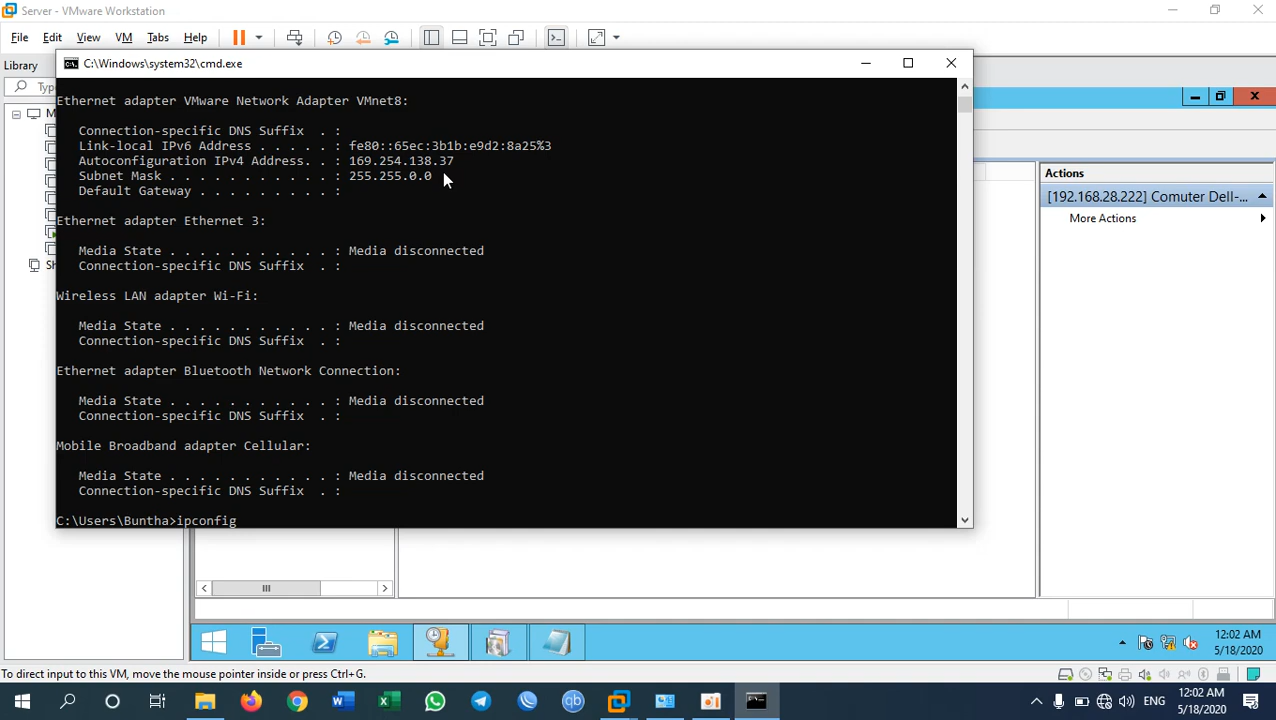 Server - VMware Workstation
File Edit View VM Tabs Help
Library
C:\Windows\system32\cmd.exe
Ethernet adapter VMware Network Adapter VMnet8:
Connection-specific DNS Suffix  . :
Link-local IPv6 Address . . . . . : fe80::65ec:3b1b:e9d2:8a25%3
Autoconfiguration IPv4 Address. . : 169.254.138.37
Subnet Mask . . . . . . . . . . . : 255.255.0.0
Default Gateway . . . . . . . . . :
Ethernet adapter Ethernet 3:
Media State . . . . . . . . . . . : Media disconnected
Connection-specific DNS Suffix  . :
Wireless LAN adapter Wi-Fi:
Media State . . . . . . . . . . . : Media disconnected
Connection-specific DNS Suffix  . :
Ethernet adapter Bluetooth Network Connection:
Media State . . . . . . . . . . . : Media disconnected
Connection-specific DNS Suffix  . :
Mobile Broadband adapter Cellular:
Media State . . . . . . . . . . . : Media disconnected
Connection-specific DNS Suffix  . :
C:\Users\Buntha>ipconfig
Actions
[192.168.28.222] Comuter Dell-...
More Actions
12:02 AM
5/18/2020
To direct input to this VM, move the mouse pointer inside or press Ctrl+G.
ENG
12:02 AM
5/18/2020